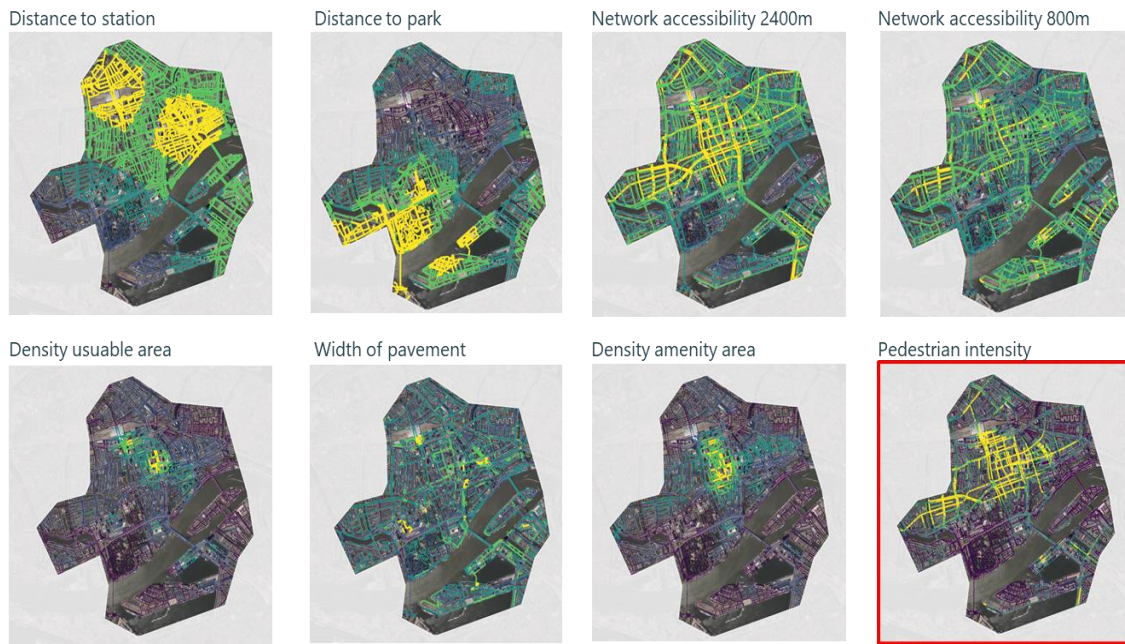 Distance to station
Distance to park
Network accessibility 2400m
Network accessibility 800m
Density usuable area
Width of pavement
Density amenity area
Pedestrian intensity